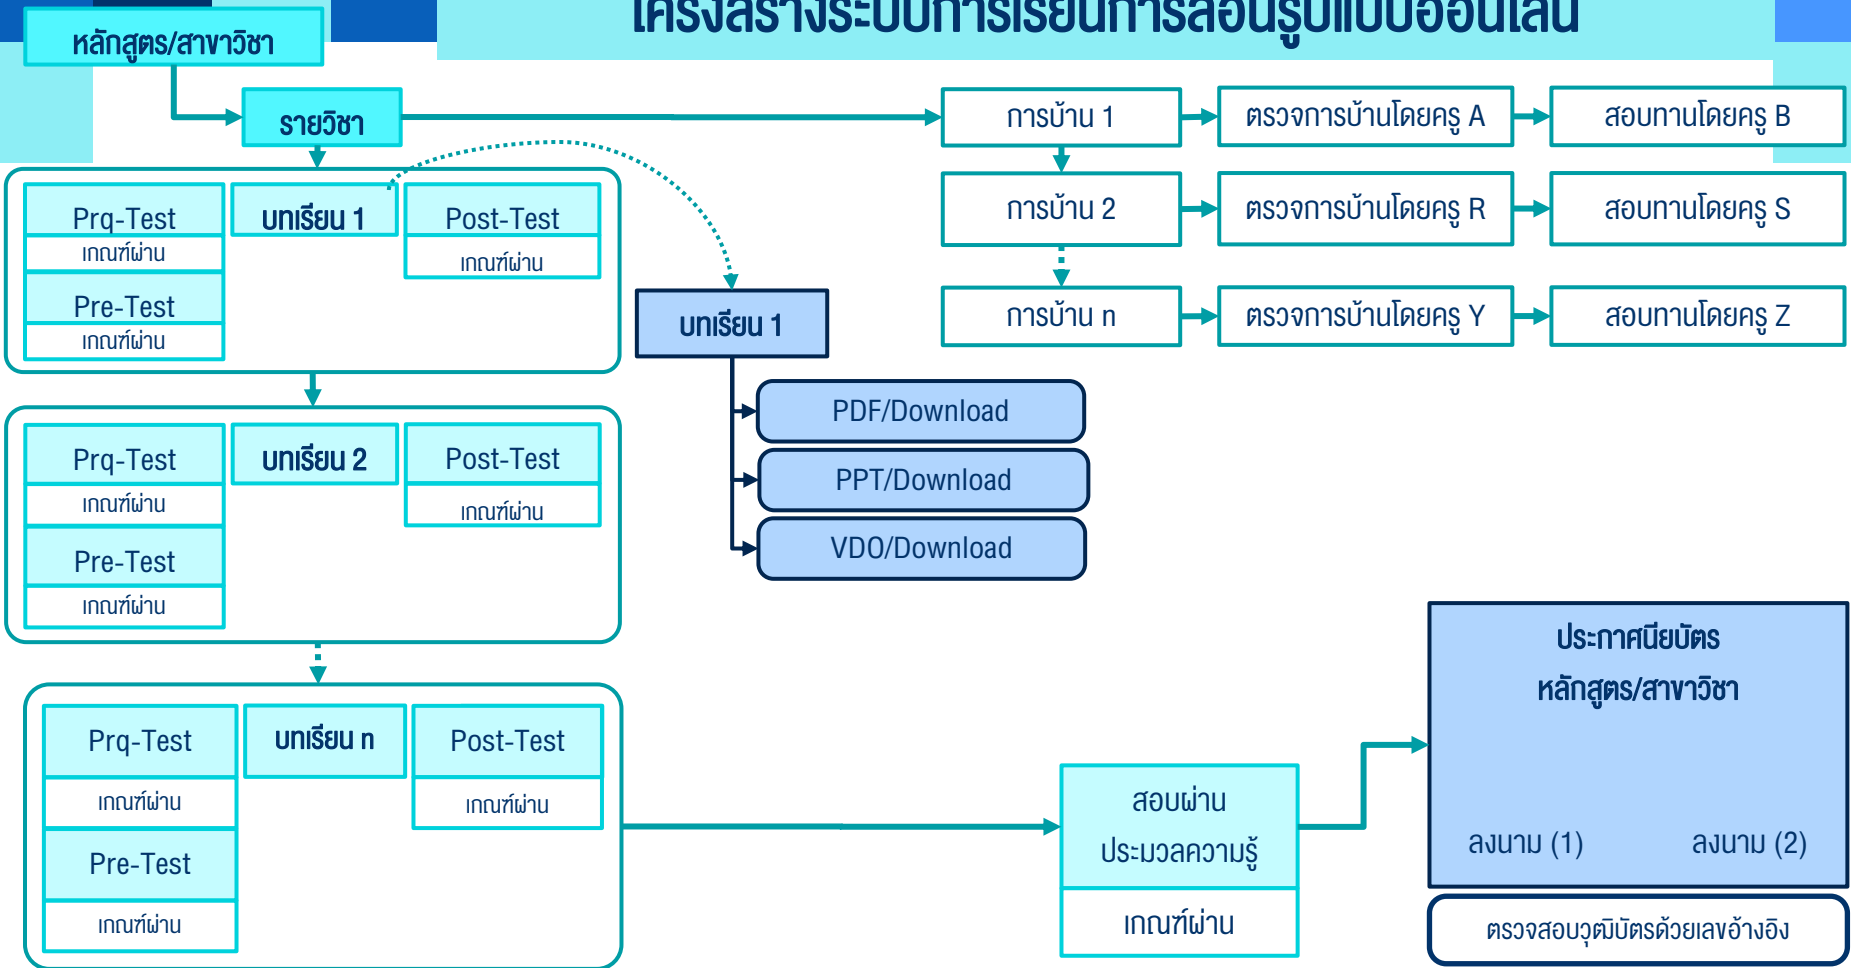 โครงสร้างระบบการเรียนการสอนรูปแบบออนไลน์
หลักสูตร/สาขาวิชา
รายวิชา
การบ้าน 1
ตรวจการบ้านโดยครู A
สอบทานโดยครู B
การบ้าน 2
ตรวจการบ้านโดยครู R
สอบทานโดยครู S
การบ้าน n
ตรวจการบ้านโดยครู Y
สอบทานโดยครู Z
Prq-Test
บทเรียน 1
Post-Test
เกณฑ์ผ่าน
เกณฑ์ผ่าน
Pre-Test
เกณฑ์ผ่าน
บทเรียน 1
PDF/Download
PPT/Download
VDO/Download
Prq-Test
บทเรียน 2
Post-Test
เกณฑ์ผ่าน
เกณฑ์ผ่าน
Pre-Test
เกณฑ์ผ่าน
Prq-Test
บทเรียน n
Post-Test
เกณฑ์ผ่าน
เกณฑ์ผ่าน
Pre-Test
เกณฑ์ผ่าน
สอบผ่าน
ประมวลความรู้
เกณฑ์ผ่าน
ประกาศนียบัตร
หลักสูตร/สาขาวิชา
ลงนาม (1)
ลงนาม (2)
ตรวจสอบวุฒิบัตรด้วยเลขอ้างอิง